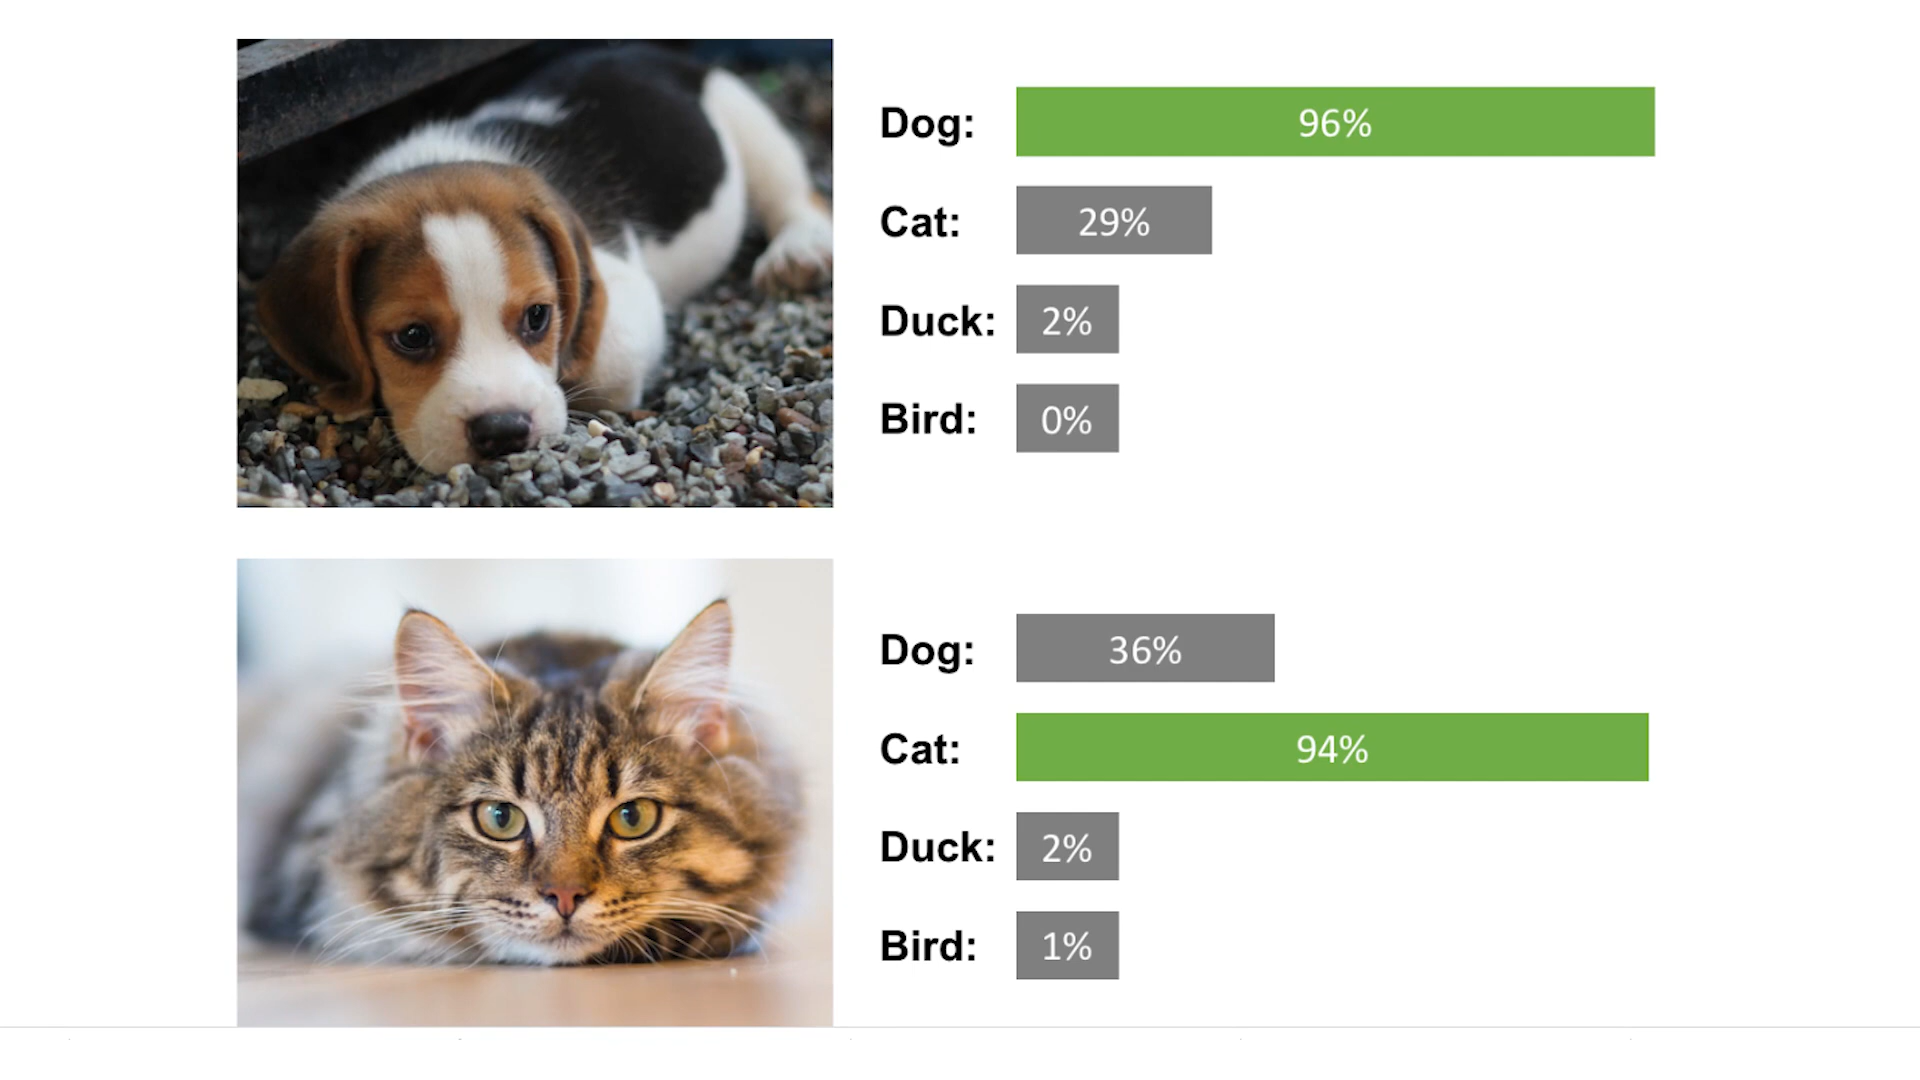 Dog: 96%
Cat: 29%
Duck: 2%
Bird: 0%
Dog: 36%
Cat: 94%
Duck: 2%
Bird: 1%